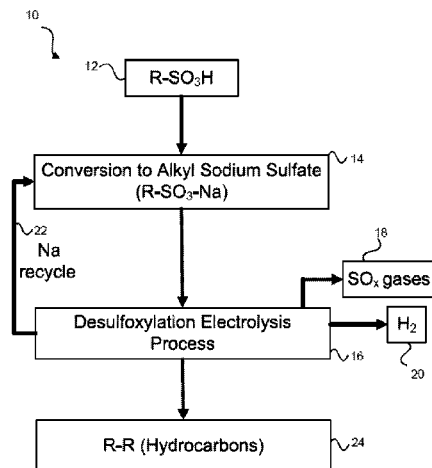 10
12
R-SO₃H
14
Conversion to Alkyl Sodium Sulfate
(R-SO₃-Na)
22
Na
recycle
18
SOₓ gases
Desulfoxylation Electrolysis
Process
16
H₂
20
R-R (Hydrocarbons)
24